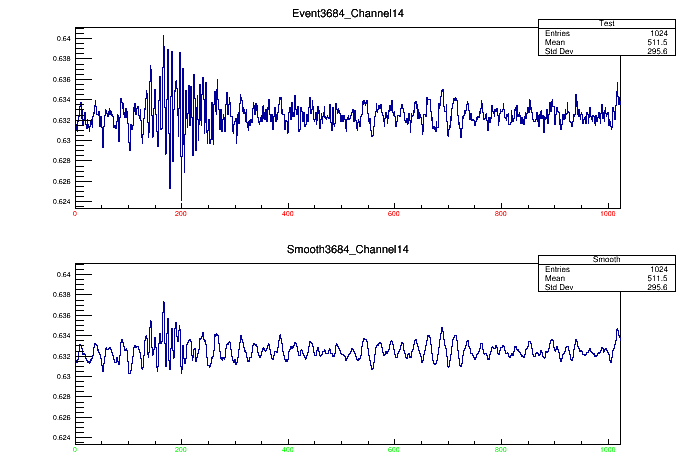 Event3684_Channel14
Test
Entries 1024
Mean 511.5
Std Dev 295.6
0.64
0.638
0.636
0.634
0.632
0.63
0.628
0.626
0.624
0 200 400 600 800 1000
Smooth3684_Channel14
Smooth
Entries 1024
Mean 511.5
Std Dev 295.6
0.64
0.638
0.636
0.634
0.632
0.63
0.628
0.626
0.624
0 200 400 600 800 1000